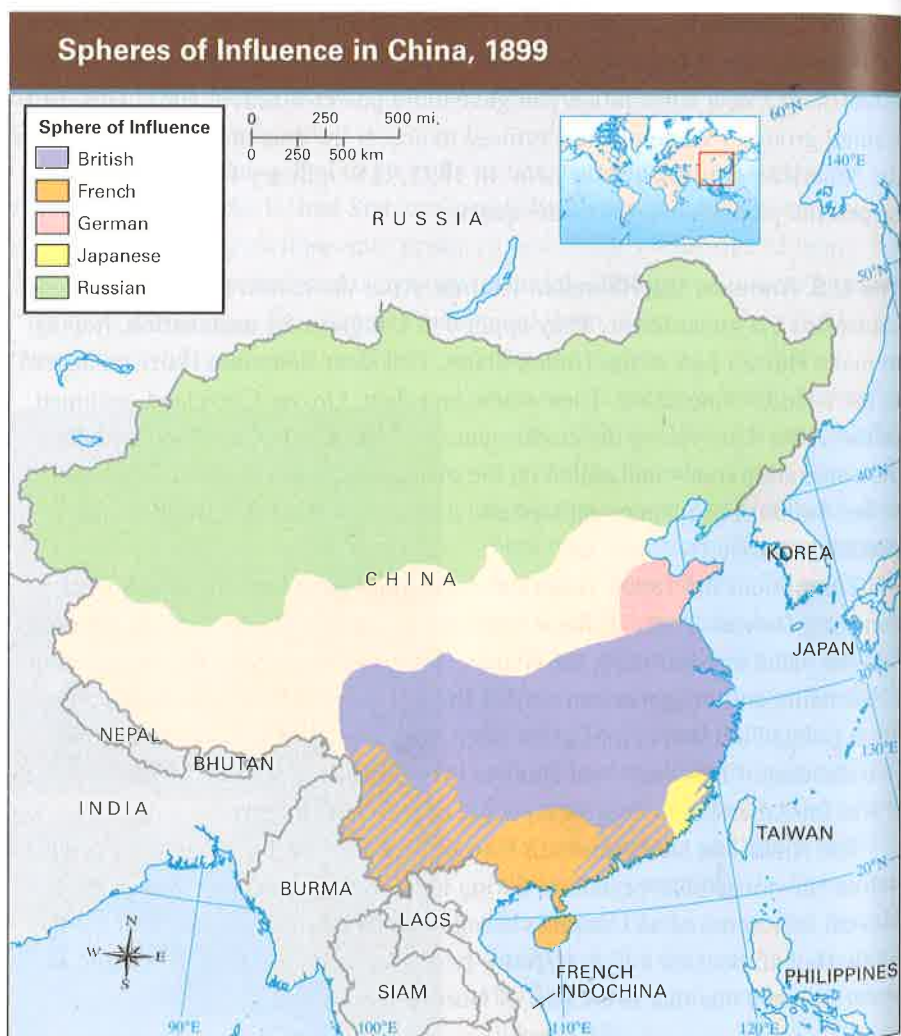 Spheres of Influence in China, 1899
Sphere of Influence
British
French
German
Japanese
Russian
0 250 500 mi.
0 250 500 km
60°N
140°E
RUSSIA
50°N
40°N
CHINA
KOREA
JAPAN
30°N
NEPAL
BHUTAN
130°E
INDIA
TAIWAN
BURMA
20°N
LAOS
N
W E
S
SIAM
FRENCH
INDOCHINA
PHILIPPINES
90°E
100°E
110°E
120°E